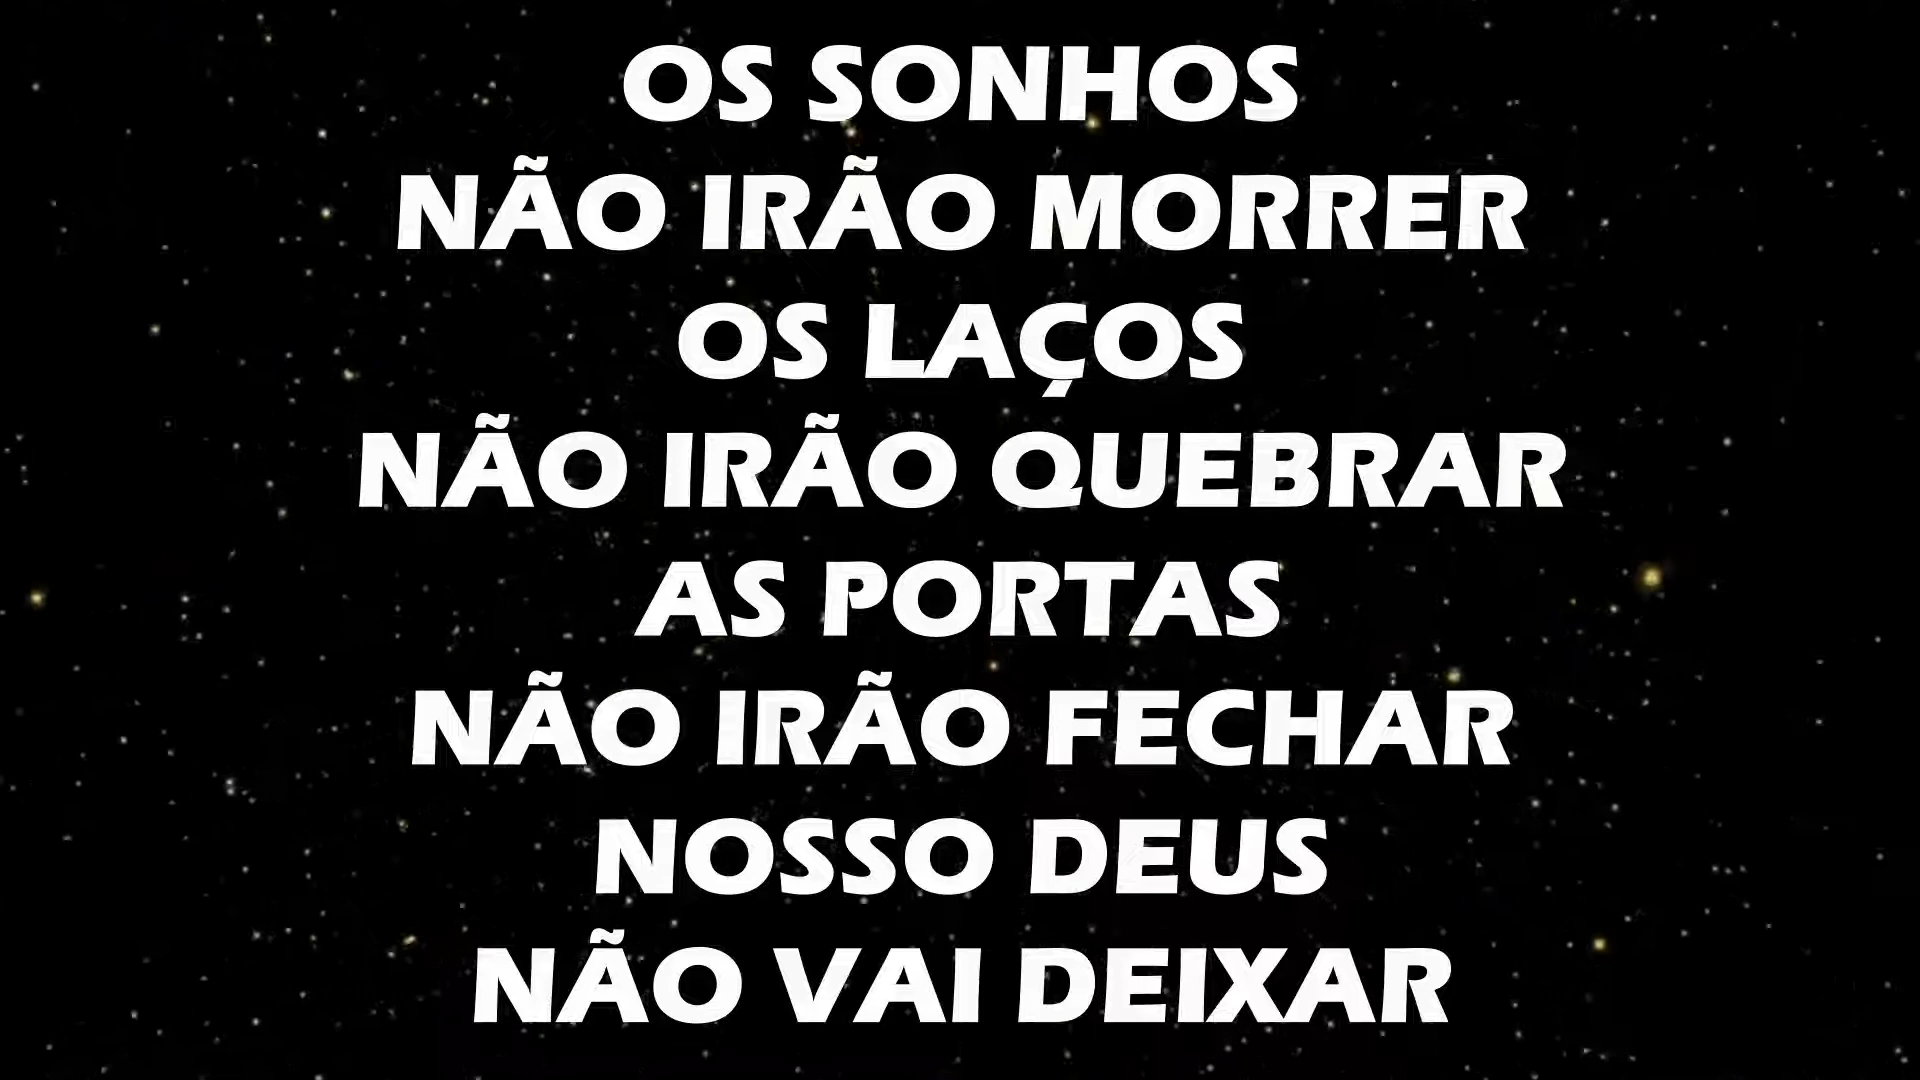 OS SONHOS
NÃO IRÃO MORRER
OS LAÇOS
NÃO IRÃO QUEBRAR
AS PORTAS
NÃO IRÃO FECHAR
NOSSO DEUS
NÃO VAI DEIXAR